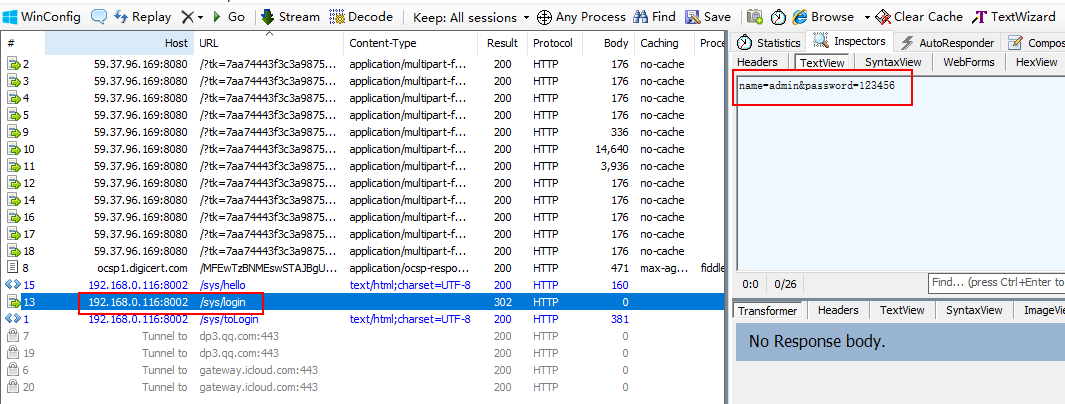 WinConfig Replay Go Stream Decode Keep: All sessions Any Process Find Save Browse Clear Cache TextWizard
# Host URL Content-Type Result Protocol Body Caching Proce
2 59.37.96.169:8080 /?tk=7aa74443f3c3a9875... application/multipart-f... 200 HTTP 176 no-cache
3 59.37.96.169:8080 /?tk=7aa74443f3c3a9875... application/multipart-f... 200 HTTP 176 no-cache
4 59.37.96.169:8080 /?tk=7aa74443f3c3a9875... application/multipart-f... 200 HTTP 176 no-cache
5 59.37.96.169:8080 /?tk=7aa74443f3c3a9875... application/multipart-f... 200 HTTP 176 no-cache
9 59.37.96.169:8080 /?tk=7aa74443f3c3a9875... application/multipart-f... 200 HTTP 336 no-cache
10 59.37.96.169:8080 /?tk=7aa74443f3c3a9875... application/multipart-f... 200 HTTP 14,640 no-cache
11 59.37.96.169:8080 /?tk=7aa74443f3c3a9875... application/multipart-f... 200 HTTP 3,936 no-cache
12 59.37.96.169:8080 /?tk=7aa74443f3c3a9875... application/multipart-f... 200 HTTP 176 no-cache
14 59.37.96.169:8080 /?tk=7aa74443f3c3a9875... application/multipart-f... 200 HTTP 176 no-cache
16 59.37.96.169:8080 /?tk=7aa74443f3c3a9875... application/multipart-f... 200 HTTP 176 no-cache
17 59.37.96.169:8080 /?tk=7aa74443f3c3a9875... application/multipart-f... 200 HTTP 176 no-cache
18 59.37.96.169:8080 /?tk=7aa74443f3c3a9875... application/multipart-f... 200 HTTP 176 no-cache
8 ocsp1.digicert.com /MFEwTzBNMEswSTAJBgU... application/ocsp-respo... 200 HTTP 471 max-ag... fiddle
15 192.168.0.116:8002 /sys/hello text/html;charset=UTF-8 200 HTTP 160
13 192.168.0.116:8002 /sys/login 302 HTTP 0
1 192.168.0.116:8002 /sys/toLogin text/html;charset=UTF-8 200 HTTP 381
7 Tunnel to dp3.qq.com:443 200 HTTP 0
19 Tunnel to dp3.qq.com:443 200 HTTP 0
6 Tunnel to gateway.icloud.com:443 200 HTTP 0
20 Tunnel to gateway.icloud.com:443 200 HTTP 0
Statistics Inspectors AutoResponder Compos
Headers TextView SyntaxView WebForms HexView
name=admin&password=123456
0:0 0/26 Find... (press Ctrl+Enter to
Transformer Headers TextView SyntaxView ImageVi
No Response body.